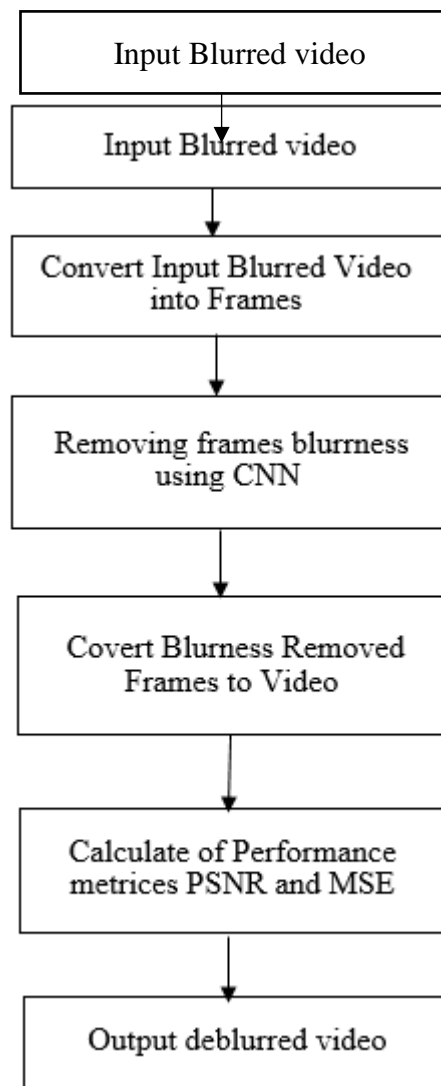 Input Blurred video
Input Blurred video
Convert Input Blurred Video
into Frames
Removing frames blurrness
using CNN
Covert Blurness Removed
Frames to Video
Calculate of Performance
metrices PSNR and MSE
Output deblurred video